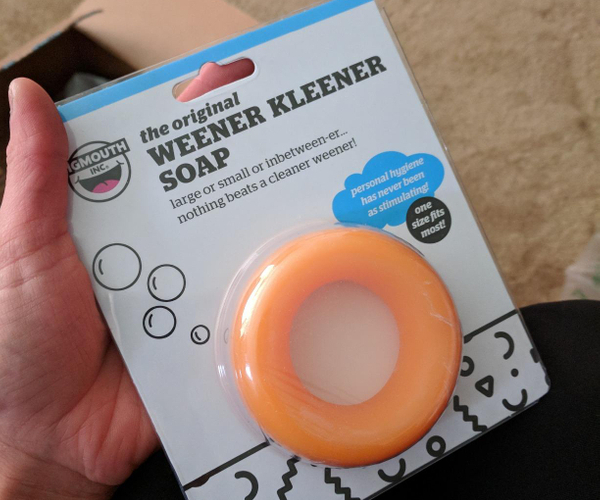 the original
WEENER KLEENER
SOAP
large or small or inbetween-er...
nothing beats a cleaner weener!
GMOUTH
INC.
personal hygiene
has never been
as stimulating!
one
size fits
most!